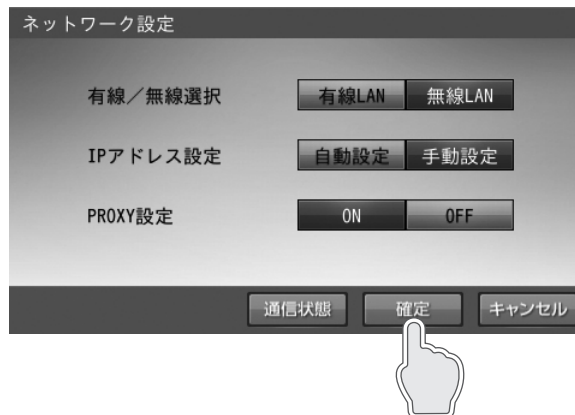 ネットワーク設定
有線／無線選択 有線LAN 無線LAN
IPアドレス設定 自動設定 手動設定
PROXY設定 ON OFF
通信状態 確定 キャンセル